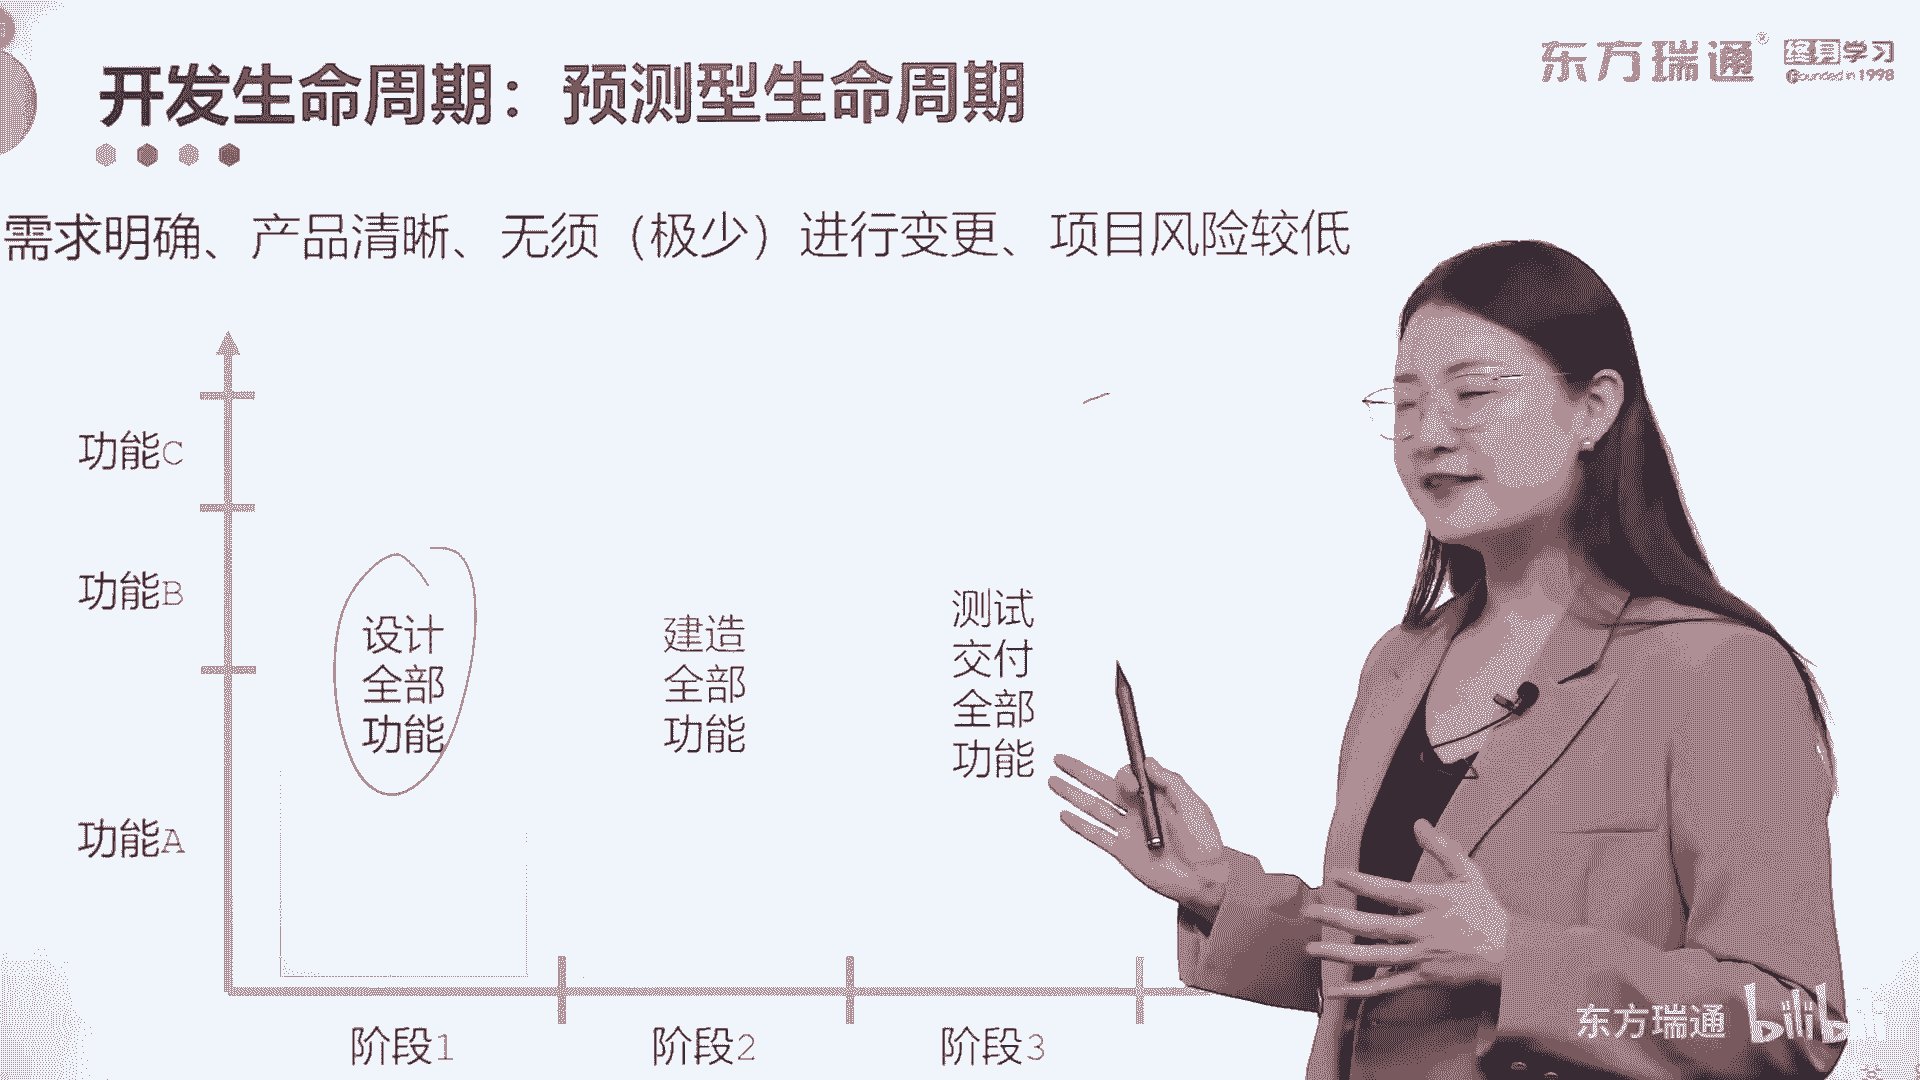 开发生命周期：预测型生命周期
东方瑞通®
终身学习
Founded in 1998
需求明确、产品清晰、无须（极少）进行变更、项目风险较低
功能C
功能B
功能A
设计
全部
功能
建造
全部
功能
测试
交付
全部
功能
阶段1
阶段2
阶段3
东方瑞通
bilibili